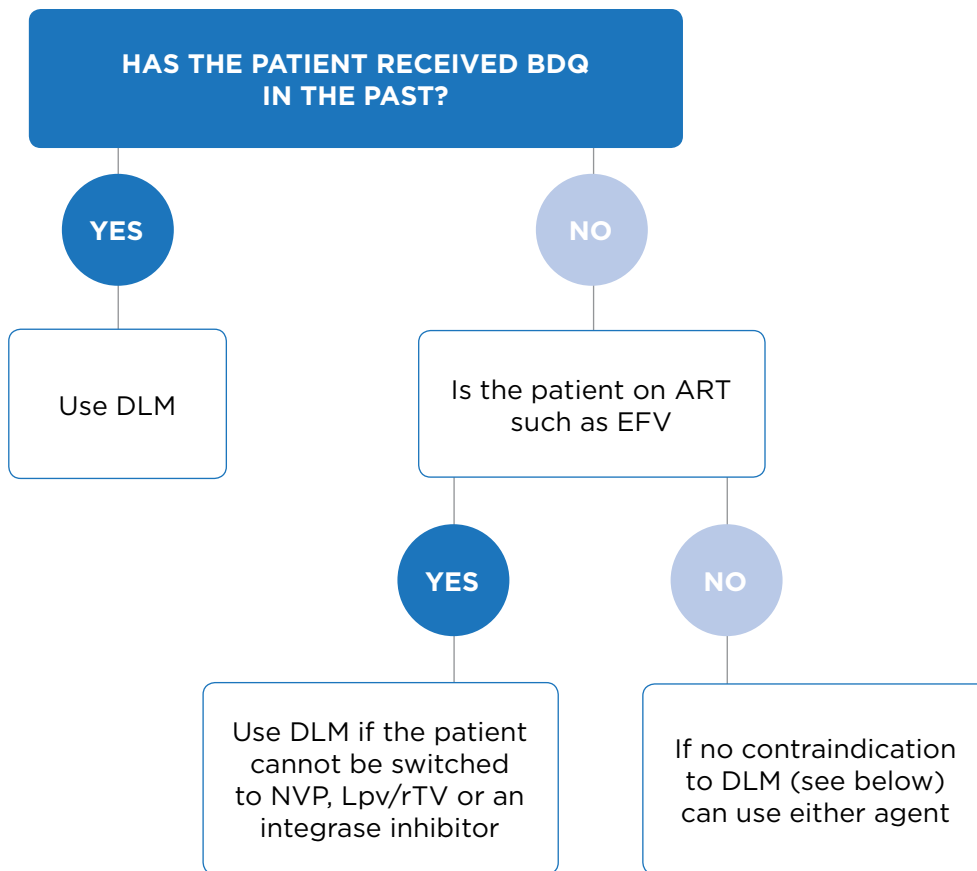 HAS THE PATIENT RECEIVED BDQ
IN THE PAST?
YES
NO
Use DLM
Is the patient on ART
such as EFV
YES
NO
Use DLM if the patient
cannot be switched
to NVP, Lpv/rTV or an
integrase inhibitor
If no contraindication
to DLM (see below)
can use either agent